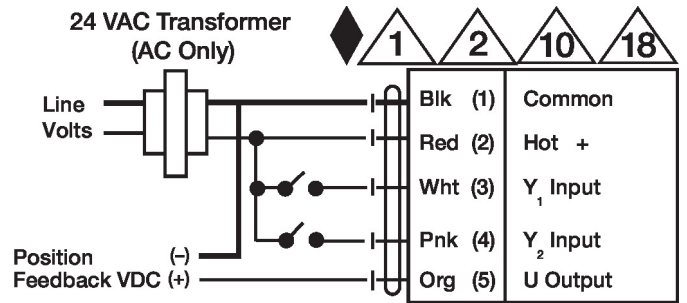 24 VAC Transformer
(AC Only)
1 2 10 18
Line
Volts
Blk (1) Common
Red (2) Hot +
Wht (3) Y1 Input
Pnk (4) Y2 Input
Org (5) U Output
Position (–)
Feedback VDC (+)